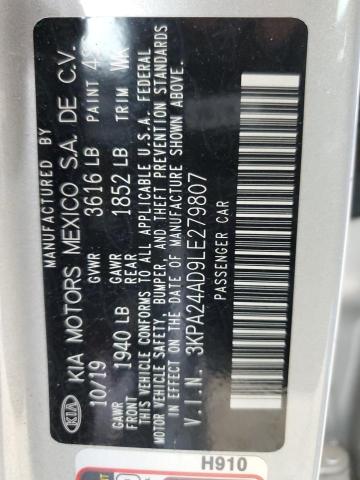 MANUFACTURED BY
KIA KIA MOTORS MEXICO S.A. DE C.V.
10/19 GVWR 3616 LB PAINT
GAWR FRONT 1940 LB GAWR REAR 1852 LB TRIM WK
THIS VEHICLE CONFORMS TO ALL APPLICABLE U.S.A. FEDERAL
MOTOR VEHICLE SAFETY, BUMPER, AND THEFT PREVENTION STANDARDS
IN EFFECT ON THE DATE OF MANUFACTURE SHOWN ABOVE.
V.I.N. 3KPA24AD9LE279807
PASSENGER CAR
H910